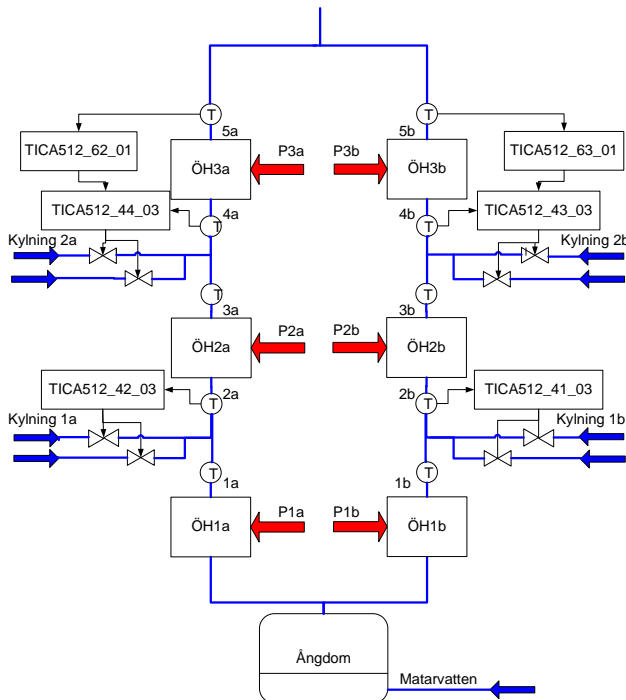 T T
5a 5b
TICA512_62_01 ÖH3a P3a P3b ÖH3b TICA512_63_01
TICA512_44_03 TICA512_43_03
4a T 4b T
Kylning 2a Kylning 2b
T T
3a 3b
ÖH2a P2a P2b ÖH2b
TICA512_42_03 2a 2b TICA512_41_03
T T
Kylning 1a Kylning 1b
T T
1a 1b
ÖH1a P1a P1b ÖH1b
Ångdom
Matarvatten